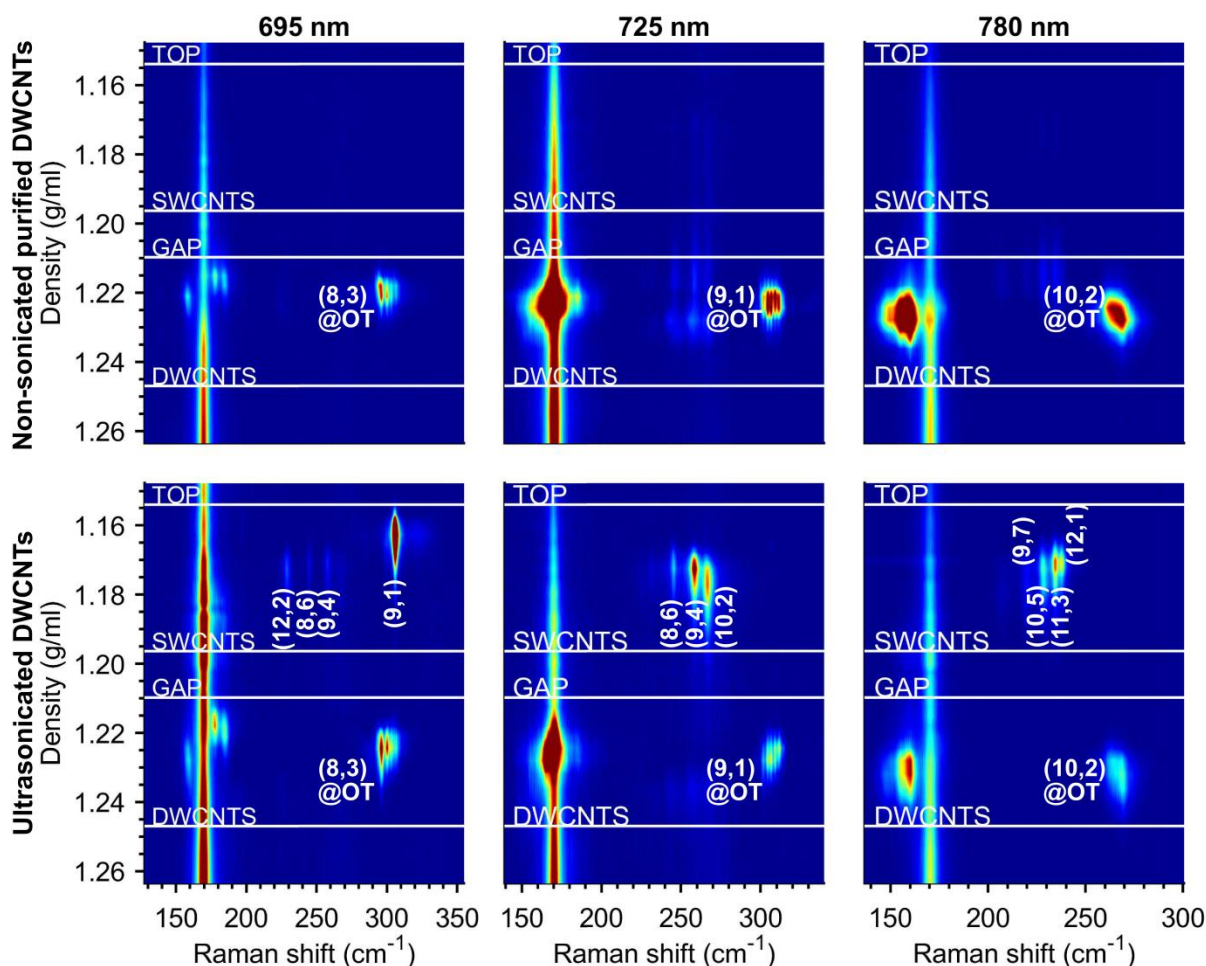 695 nm
725 nm
780 nm
Non-sonicated purified DWCNTs
Density (g/ml)
1.16
1.18
1.20
1.22
1.24
1.26
TOP
SWCNTS
GAP
(8,3)
@OT
DWCNTS
TOP
SWCNTS
GAP
(9,1)
@OT
DWCNTS
TOP
SWCNTS
GAP
(10,2)
@OT
DWCNTS
Ultrasonicated DWCNTs
Density (g/ml)
1.16
1.18
1.20
1.22
1.24
1.26
TOP
(12,2)
(8,6)
(9,4)
(9,1)
SWCNTS
GAP
(8,3)
@OT
DWCNTS
TOP
(8,6)
(9,4)
(10,2)
SWCNTS
GAP
(9,1)
@OT
DWCNTS
TOP
(9,7)
(12,1)
(10,5)
(11,3)
SWCNTS
GAP
(10,2)
@OT
DWCNTS
150 200 250 300 350
150 200 250 300
150 200 250 300
Raman shift (cm⁻¹)
Raman shift (cm⁻¹)
Raman shift (cm⁻¹)